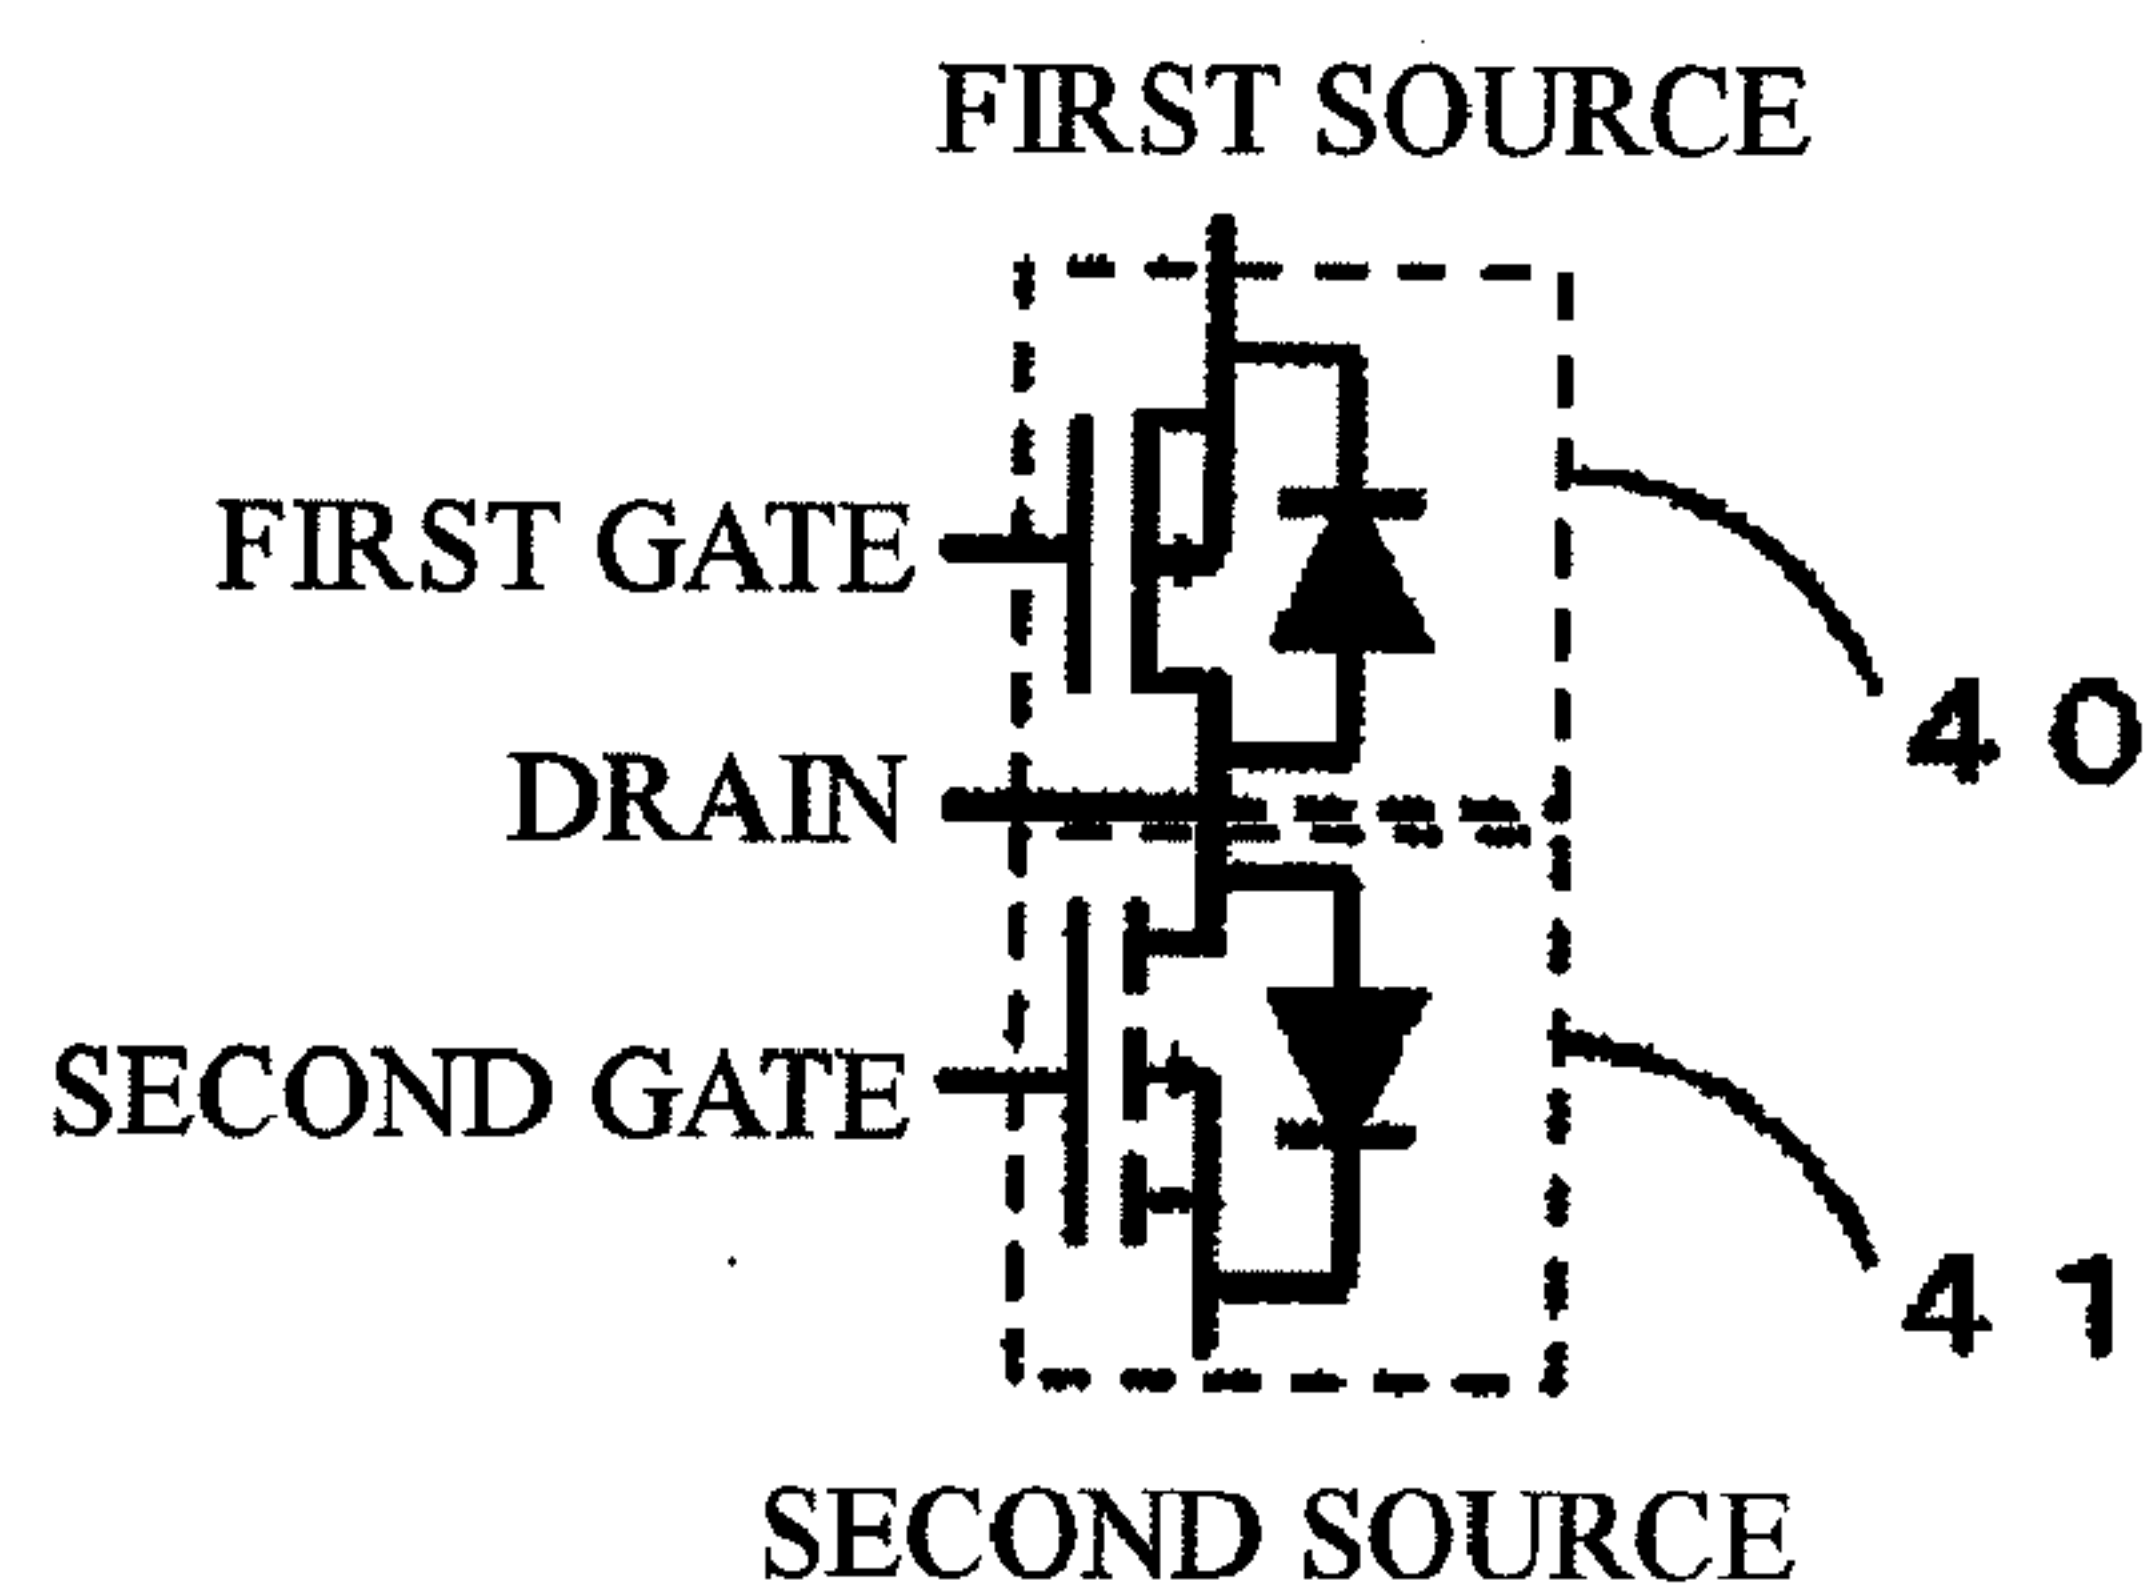 FIRST SOURCE
FIRST GATE
40
DRAIN
SECOND GATE
41
SECOND SOURCE